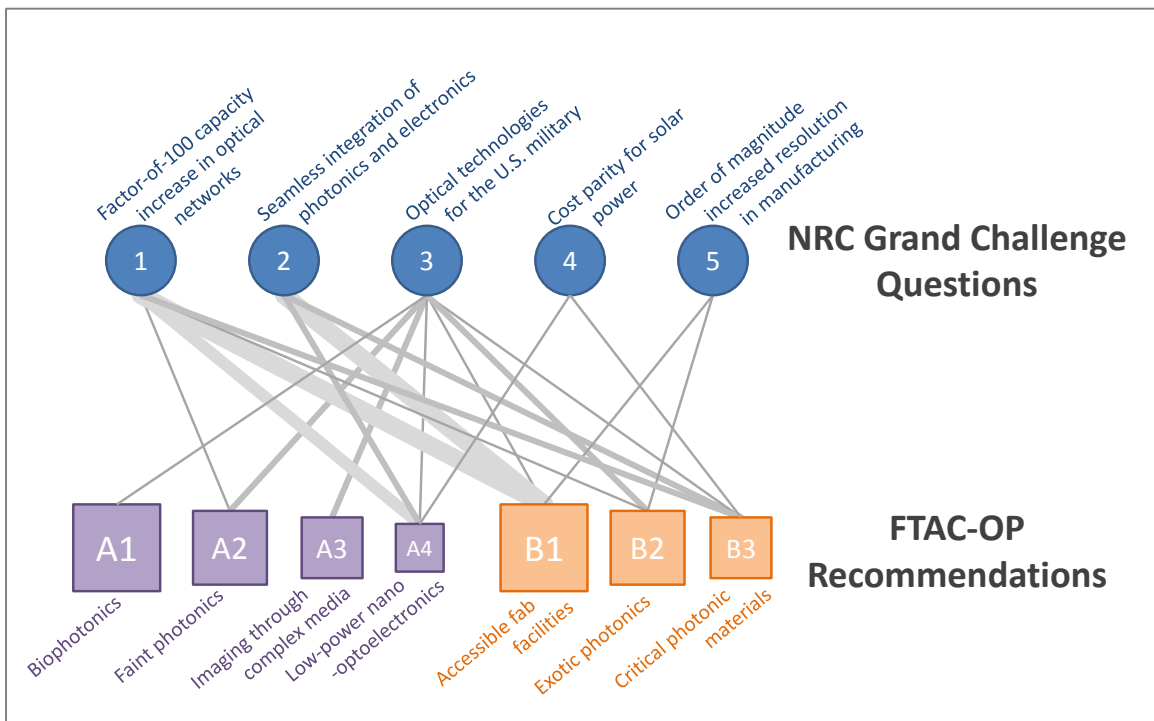 Factor-of-100 capacity
increase in optical
networks
Seamless integration of
photonics and electronics
Optical technologies
for the U.S. military
Cost parity for solar
power
Order of magnitude
increased resolution
in manufacturing
1
2
3
4
5
NRC Grand Challenge
Questions
A1
A2
A3
A4
B1
B2
B3
FTAC-OP
Recommendations
Biophotonics
Faint photonics
Imaging through
complex media
Low-power nano
-optoelectronics
Accessible fab
facilities
Exotic photonics
Critical photonic
materials